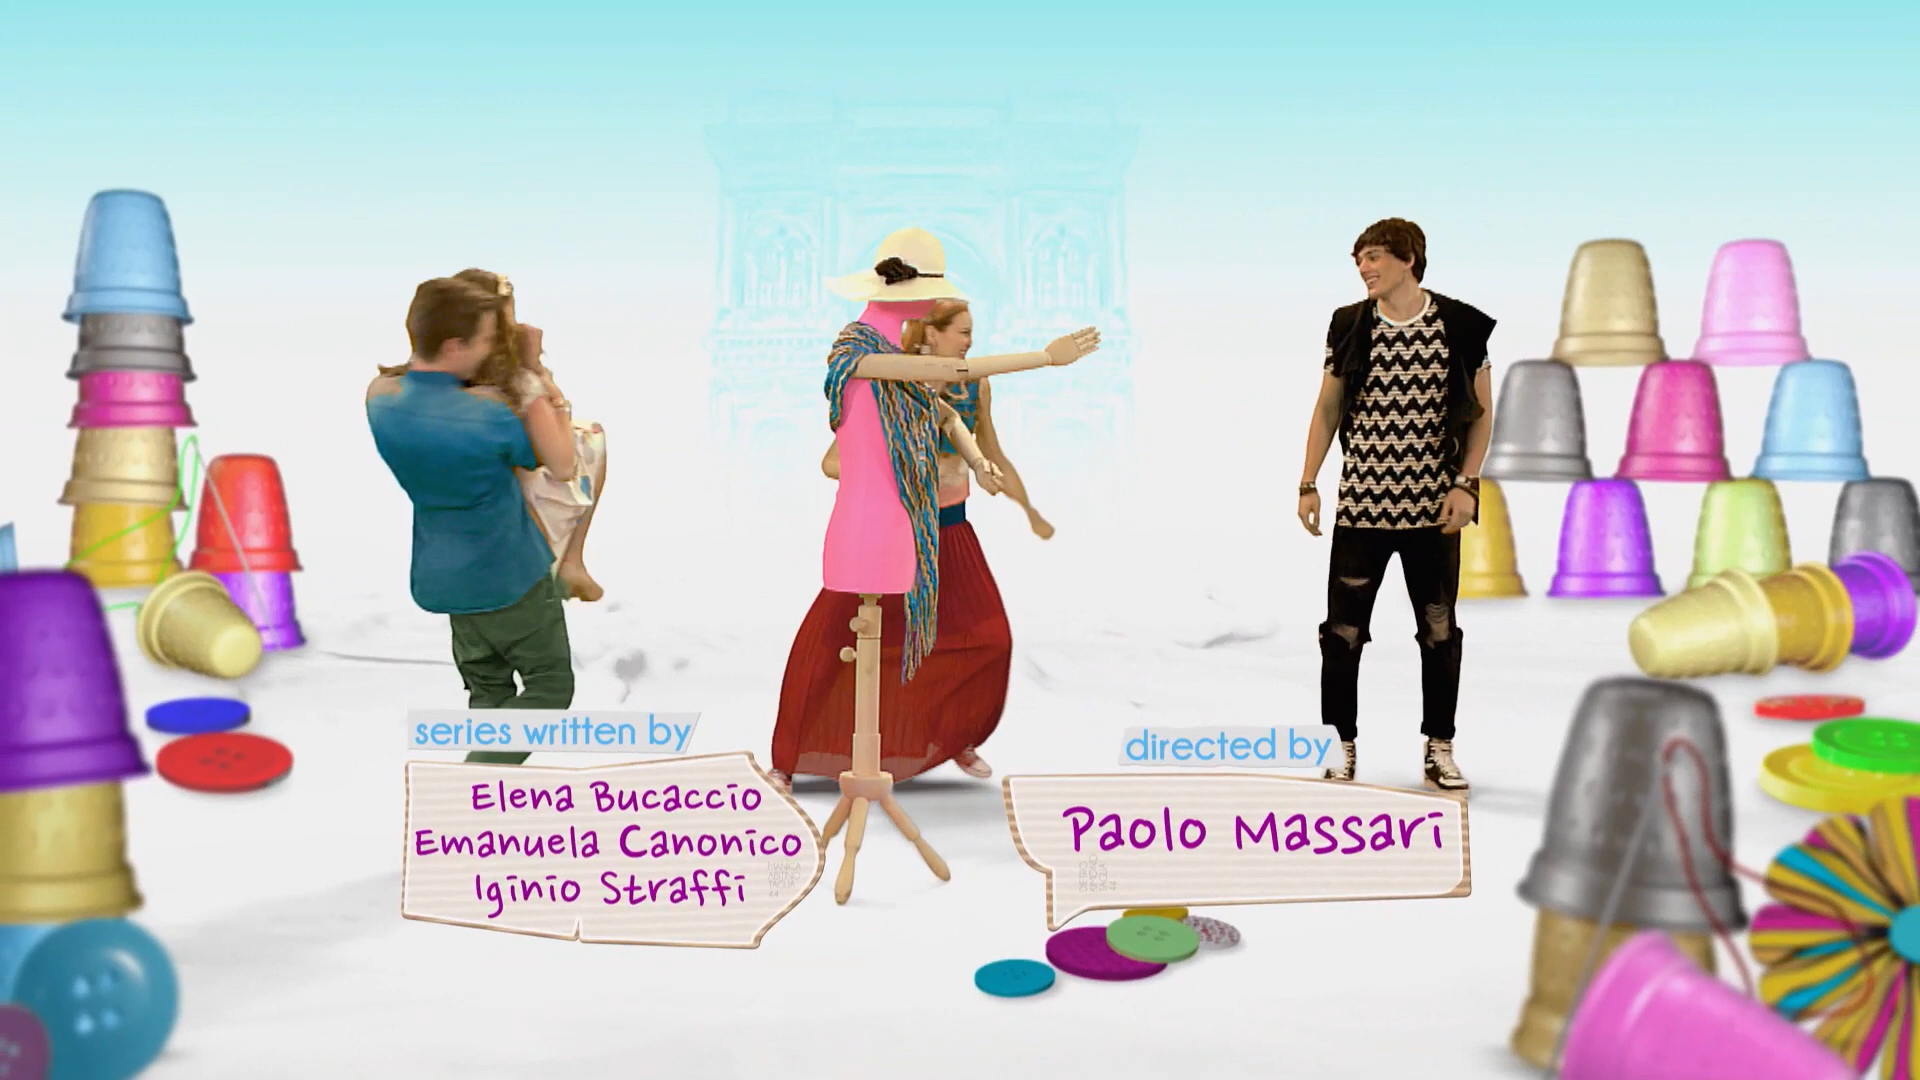 series written by
Elena Bucaccio
Emanuela Canonico
Iginio Straffi
directed by
Paolo Massari